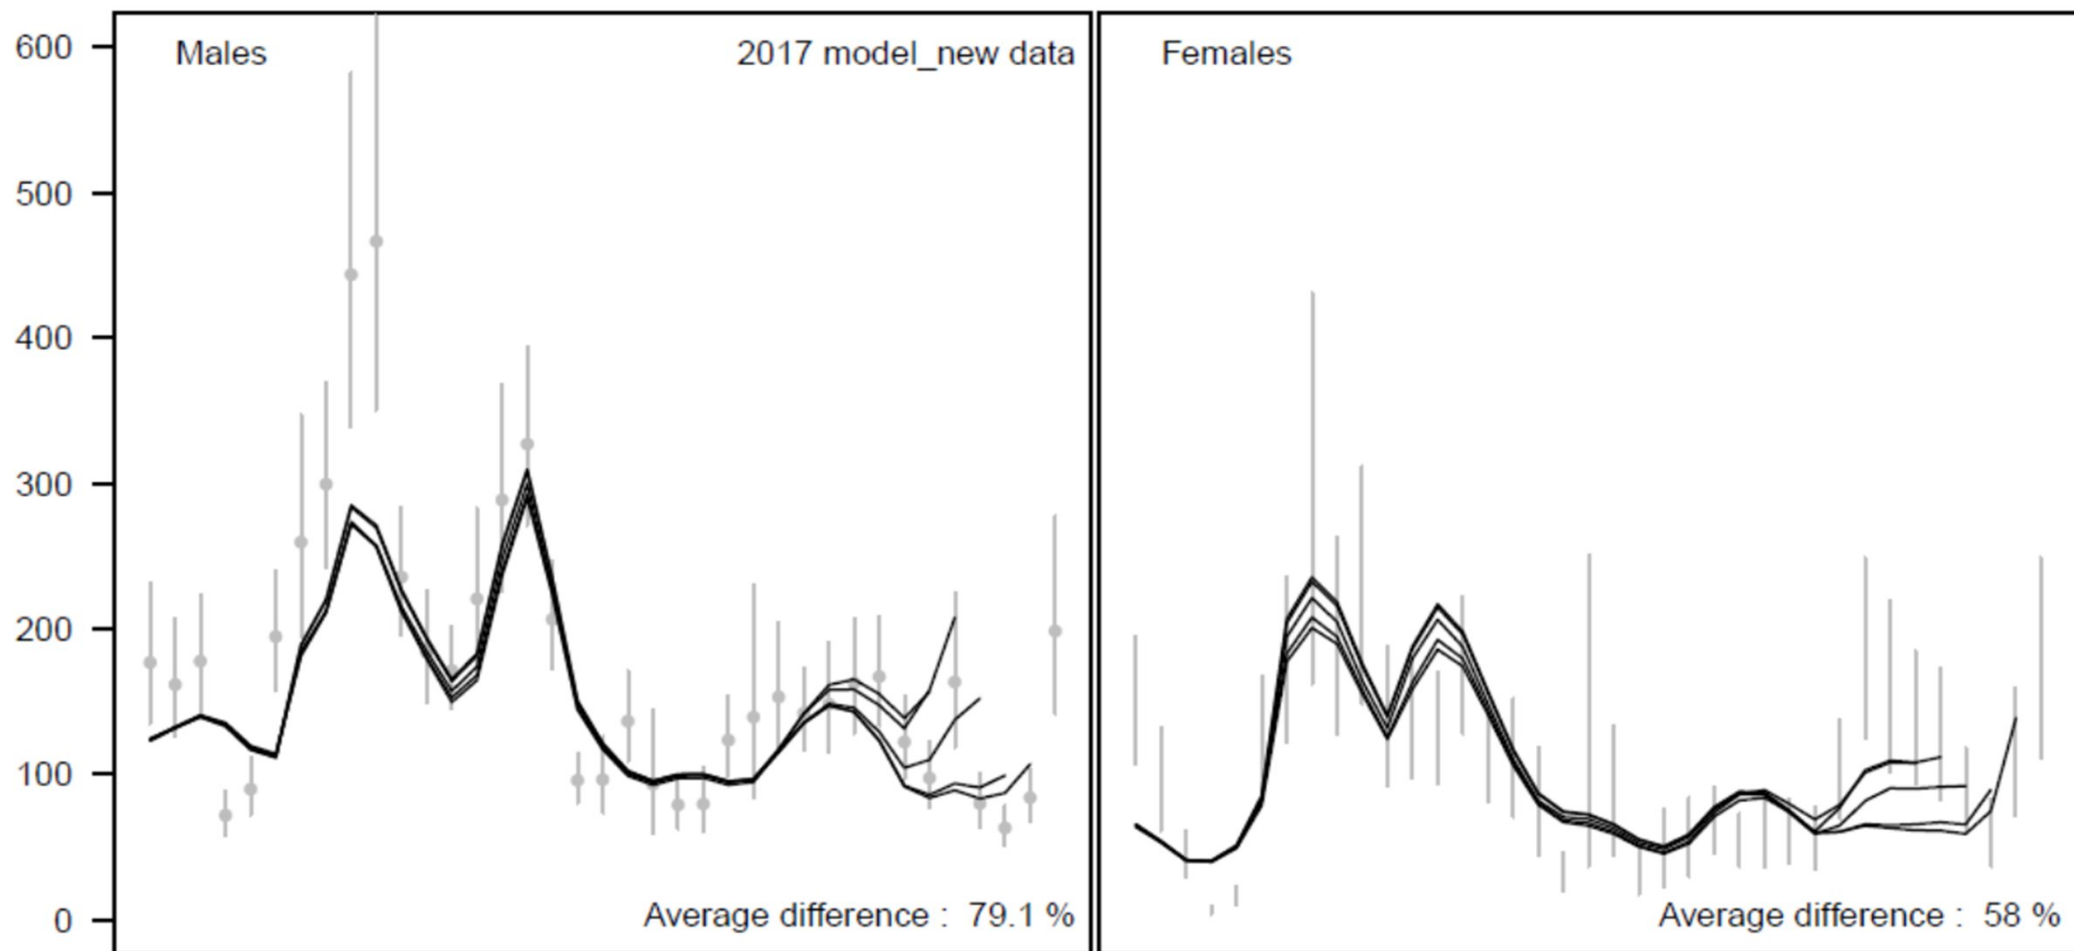 600
Males
2017 model_new data
Females
500
400
300
200
100
0
Average difference : 79.1 %
Average difference : 58 %